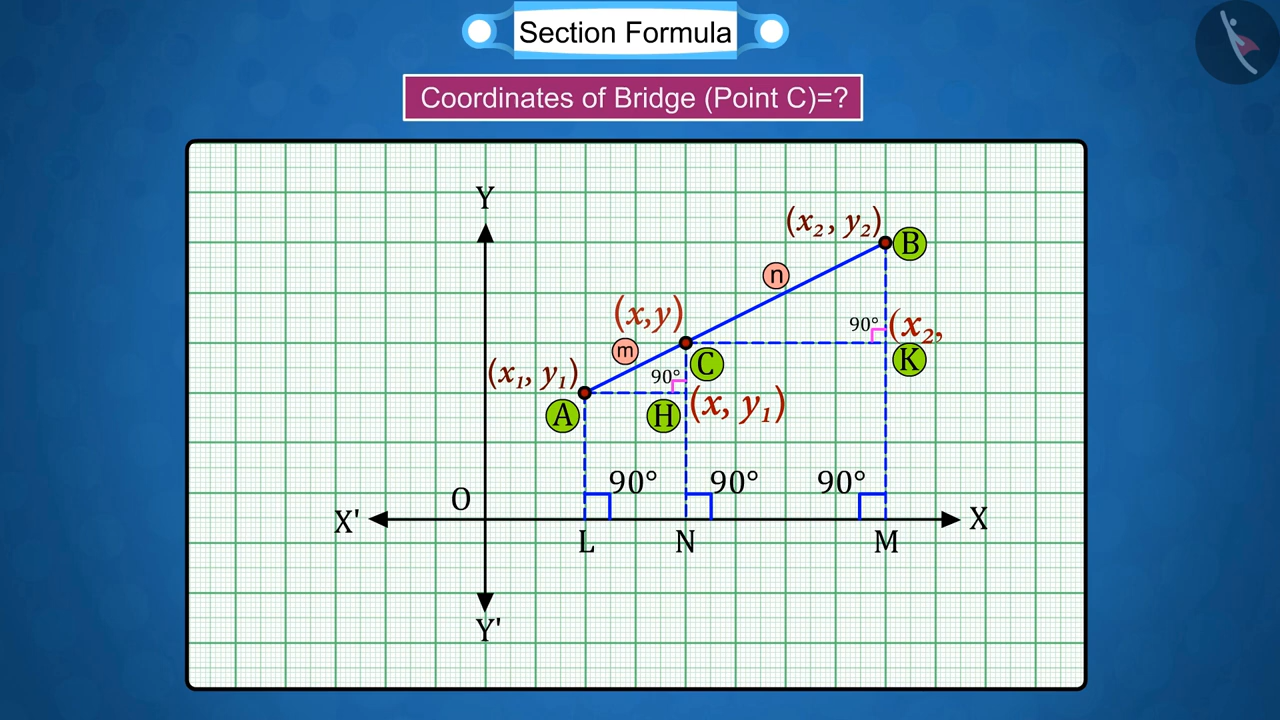 Section Formula
Coordinates of Bridge (Point C)=?
Y
(x₂, y₂) B
n
(x,y)
90° (x₂,
m
C K
(x₁, y₁)
90°
A H (x, y₁)
90° 90° 90°
O
X' X
L N M
Y'